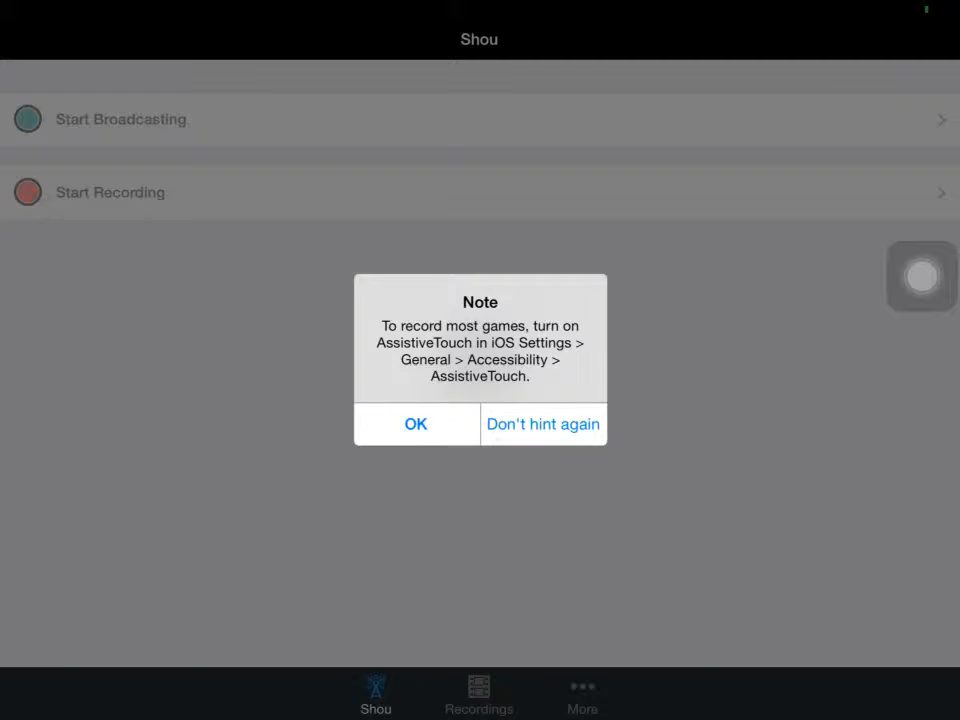 Shou
Start Broadcasting
Start Recording
Note
To record most games, turn on
AssistiveTouch in iOS Settings >
General > Accessibility >
AssistiveTouch.
OK
Don't hint again
Shou
Recordings
More